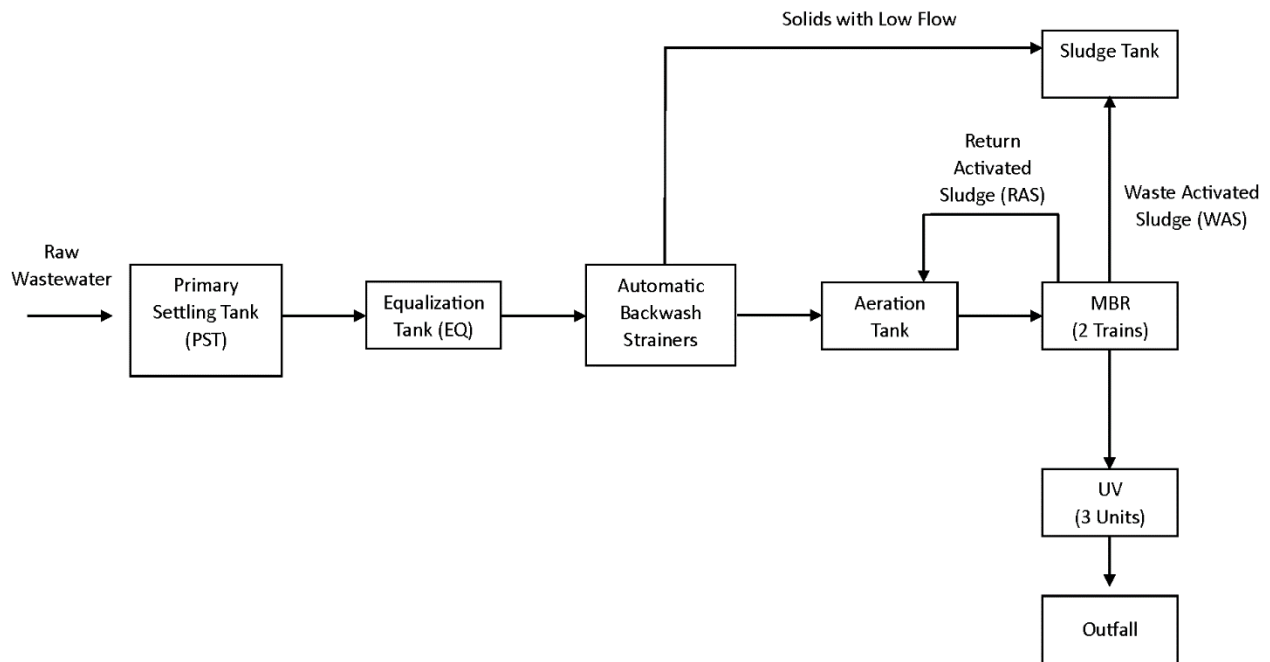 Solids with Low Flow
Sludge Tank
Return
Activated
Sludge (RAS)
Waste Activated
Sludge (WAS)
Raw
Wastewater
Primary
Settling Tank
(PST)
Equalization
Tank (EQ)
Automatic
Backwash
Strainers
Aeration
Tank
MBR
(2 Trains)
UV
(3 Units)
Outfall